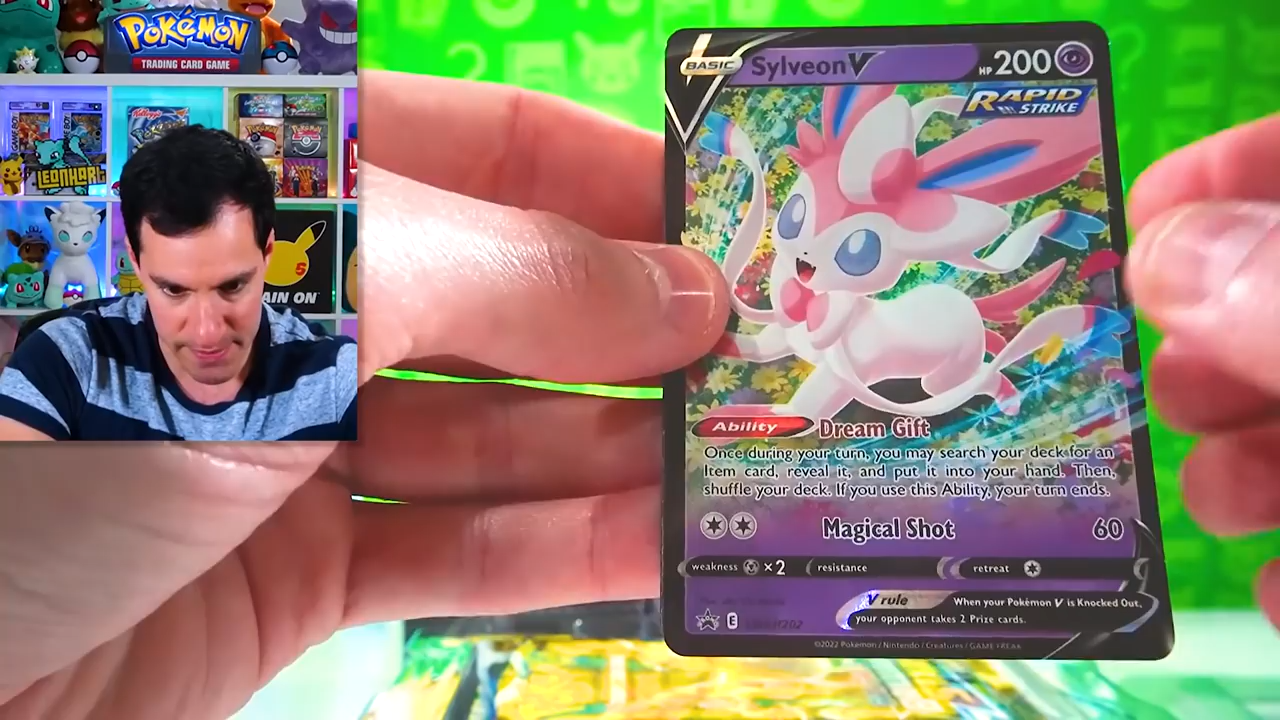 Pokémon
TRADING CARD GAME
LEONHART
5
AIN ON
BASIC
Sylveon V
HP 200
RAPID
STRIKE
Ability Dream Gift
Once during your turn, you may search your deck for an
Item card, reveal it, and put it into your hand. Then,
shuffle your deck. If you use this Ability, your turn ends.
Magical Shot 60
weakness ×2 resistance retreat
V rule When your Pokémon V is Knocked Out,
your opponent takes 2 Prize cards.
E
©2022 Pokémon / Nintendo / Creatures / GAME FREAK